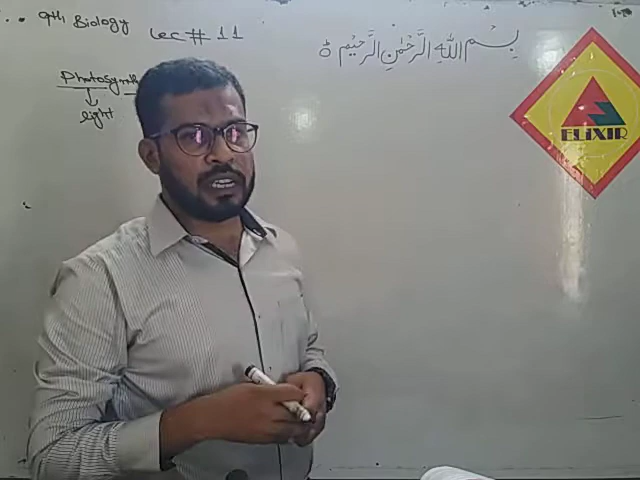 9th Biology Lec # 11
بِسْمِ اللّٰهِ الرَّحْمٰنِ الرَّحِيْمِ
Photosynth
light
ELIXIR